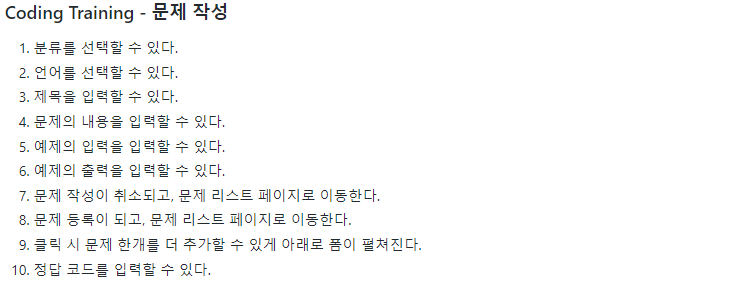 Coding Training - 문제 작성
1. 분류를 선택할 수 있다.
2. 언어를 선택할 수 있다.
3. 제목을 입력할 수 있다.
4. 문제의 내용을 입력할 수 있다.
5. 예제의 입력을 입력할 수 있다.
6. 예제의 출력을 입력할 수 있다.
7. 문제 작성이 취소되고, 문제 리스트 페이지로 이동한다.
8. 문제 등록이 되고, 문제 리스트 페이지로 이동한다.
9. 클릭 시 문제 한개를 더 추가할 수 있게 아래로 폼이 펼쳐진다.
10. 정답 코드를 입력할 수 있다.